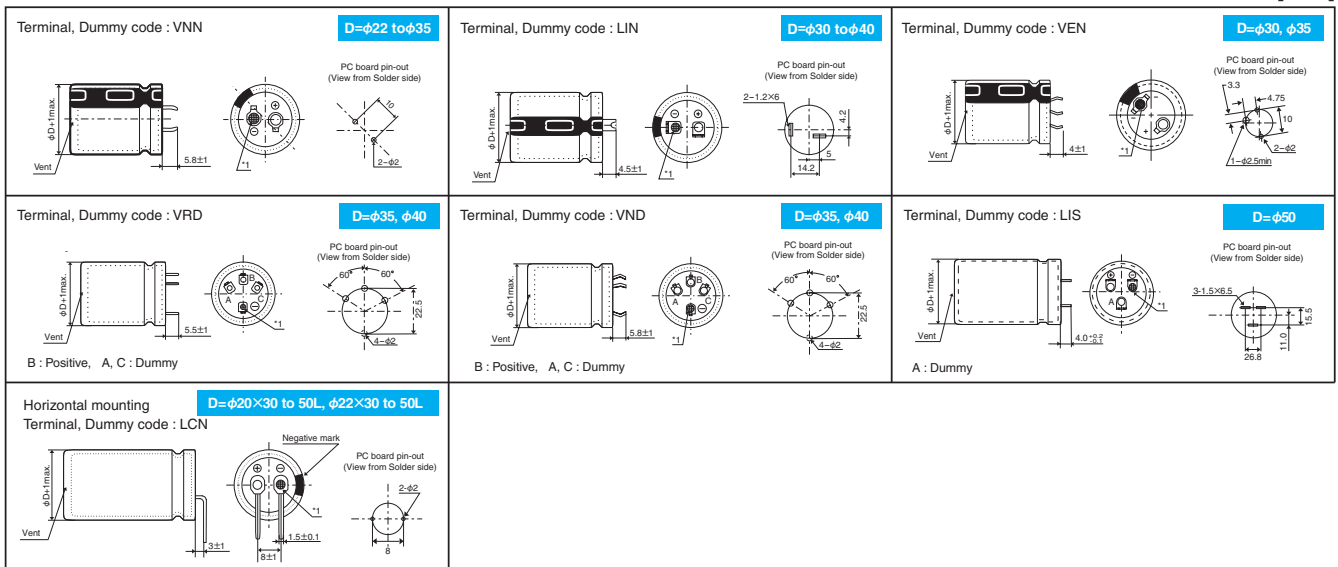 Terminal, Dummy code : VNN
D=φ22 toφ35
PC board pin-out
(View from Solder side)
φD+1max.
Vent
5.8±1
*1
10
2-φ2
Terminal, Dummy code : LIN
D=φ30 toφ40
PC board pin-out
(View from Solder side)
φD+1max.
Vent
4.5±1
*1
2-1.2×6
4.2
5
14.2
Terminal, Dummy code : VEN
D=φ30, φ35
PC board pin-out
(View from Solder side)
φD+1max.
Vent
4±1
*1
3.3
4.75
10
2-φ2
1-φ2.5min
Terminal, Dummy code : VRD
D=φ35, φ40
PC board pin-out
(View from Solder side)
φD+1max.
Vent
5.5±1
A
B
C
*1
60°
60°
22.5
4-φ2
B : Positive, A, C : Dummy
Terminal, Dummy code : VND
D=φ35, φ40
PC board pin-out
(View from Solder side)
φD+1max.
Vent
5.8±1
A
B
C
*1
60°
60°
22.5
4-φ2
B : Positive, A, C : Dummy
Terminal, Dummy code : LIS
D=φ50
PC board pin-out
(View from Solder side)
φD+1max.
Vent
4.0 +0.2 -0.1
A
*1
3-1.5×6.5
15.5
11.0
26.8
A : Dummy
Horizontal mounting
D=φ20×30 to 50L, φ22×30 to 50L
Terminal, Dummy code : LCN
Negative mark
PC board pin-out
(View from Solder side)
φD+1max.
Vent
3±1
*1
1.5±0.1
8±1
2-φ2
8